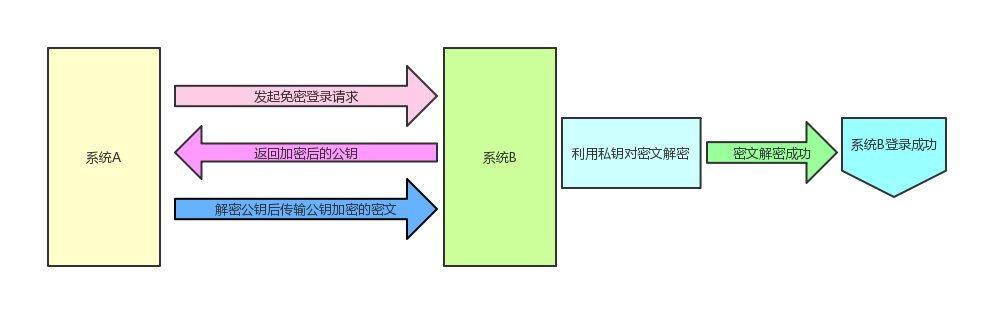 系统A
发起免密登录请求
返回加密后的公钥
解密公钥后传输公钥加密的密文
系统B
利用私钥对密文解密
密文解密成功
系统B登录成功